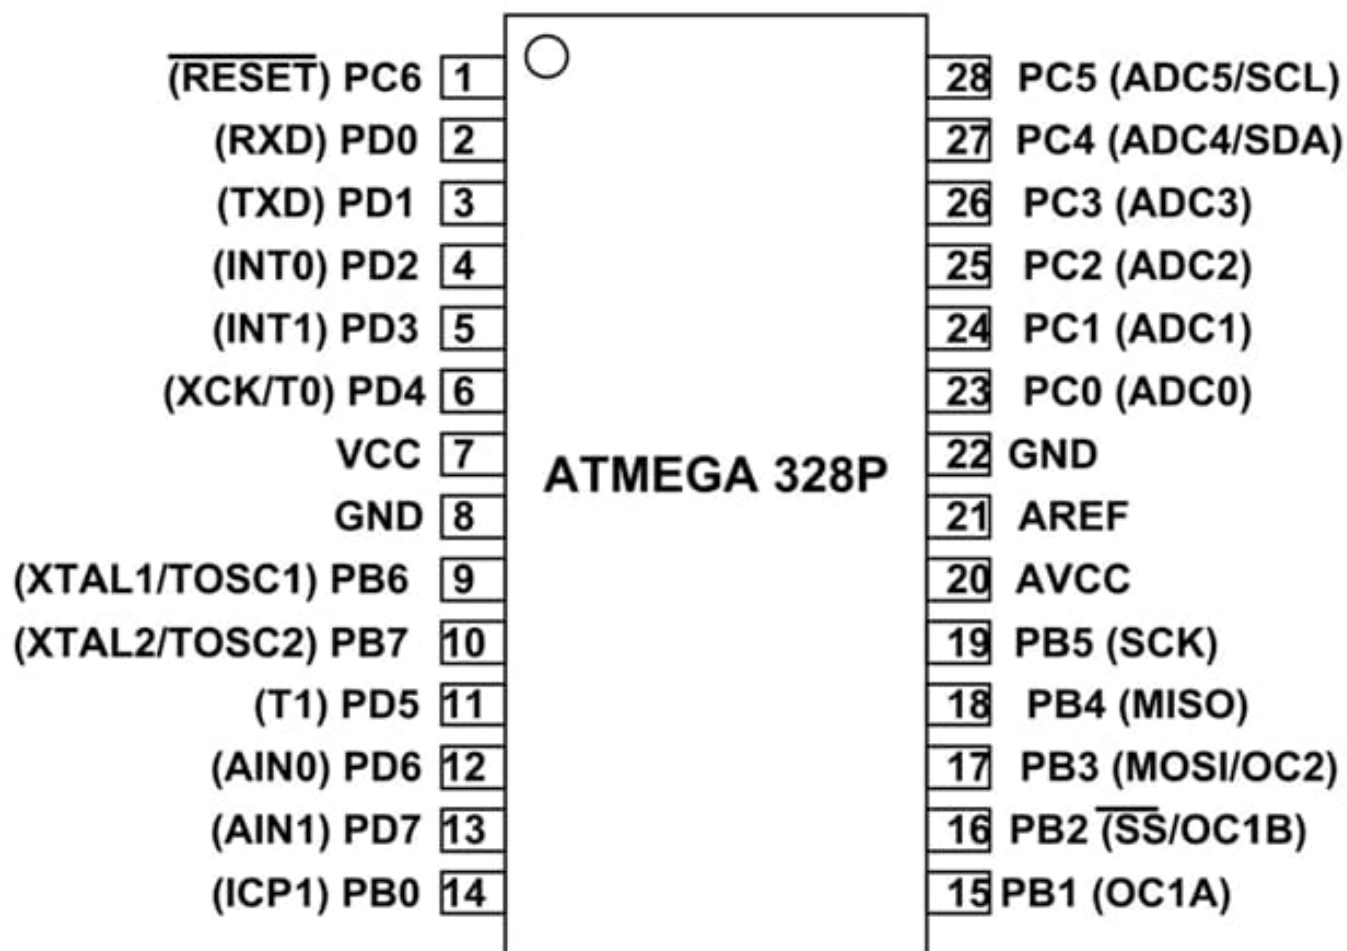 (RESET) PC6 1
(RXD) PD0 2
(TXD) PD1 3
(INT0) PD2 4
(INT1) PD3 5
(XCK/T0) PD4 6
VCC 7
GND 8
(XTAL1/TOSC1) PB6 9
(XTAL2/TOSC2) PB7 10
(T1) PD5 11
(AIN0) PD6 12
(AIN1) PD7 13
(ICP1) PB0 14
ATMEGA 328P
28 PC5 (ADC5/SCL)
27 PC4 (ADC4/SDA)
26 PC3 (ADC3)
25 PC2 (ADC2)
24 PC1 (ADC1)
23 PC0 (ADC0)
22 GND
21 AREF
20 AVCC
19 PB5 (SCK)
18 PB4 (MISO)
17 PB3 (MOSI/OC2)
16 PB2 (SS/OC1B)
15 PB1 (OC1A)